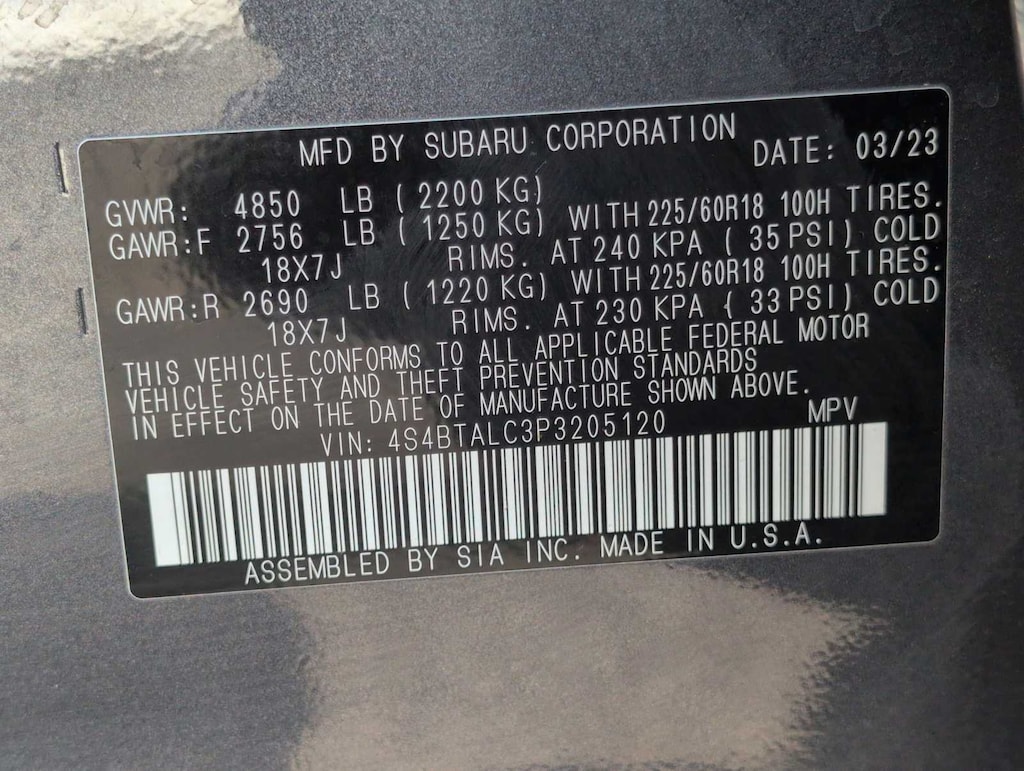 MFD BY SUBARU CORPORATION DATE: 03/23
GVWR: 4850 LB ( 2200 KG)
GAWR:F 2756 LB ( 1250 KG) WITH 225/60R18 100H TIRES.
18X7J RIMS. AT 240 KPA ( 35 PSI) COLD
GAWR:R 2690 LB ( 1220 KG) WITH 225/60R18 100H TIRES.
18X7J RIMS. AT 230 KPA ( 33 PSI) COLD
THIS VEHICLE CONFORMS TO ALL APPLICABLE FEDERAL MOTOR
VEHICLE SAFETY AND THEFT PREVENTION STANDARDS
IN EFFECT ON THE DATE OF MANUFACTURE SHOWN ABOVE.
VIN: 4S4BTALC3P3205120 MPV
ASSEMBLED BY SIA INC. MADE IN U.S.A.